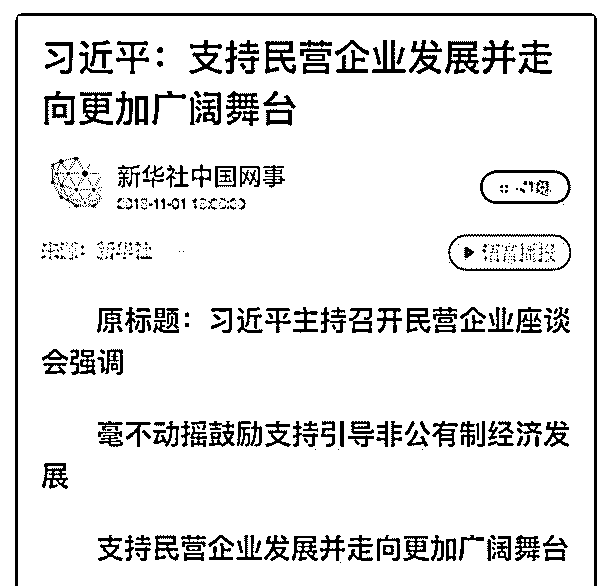 习近平：支持民营企业发展并走
向更加广阔舞台
新华社中国网事
2018-11-01
来源：新华社
语音播报
原标题：习近平主持召开民营企业座谈
会强调
毫不动摇鼓励支持引导非公有制经济发
展
支持民营企业发展并走向更加广阔舞台